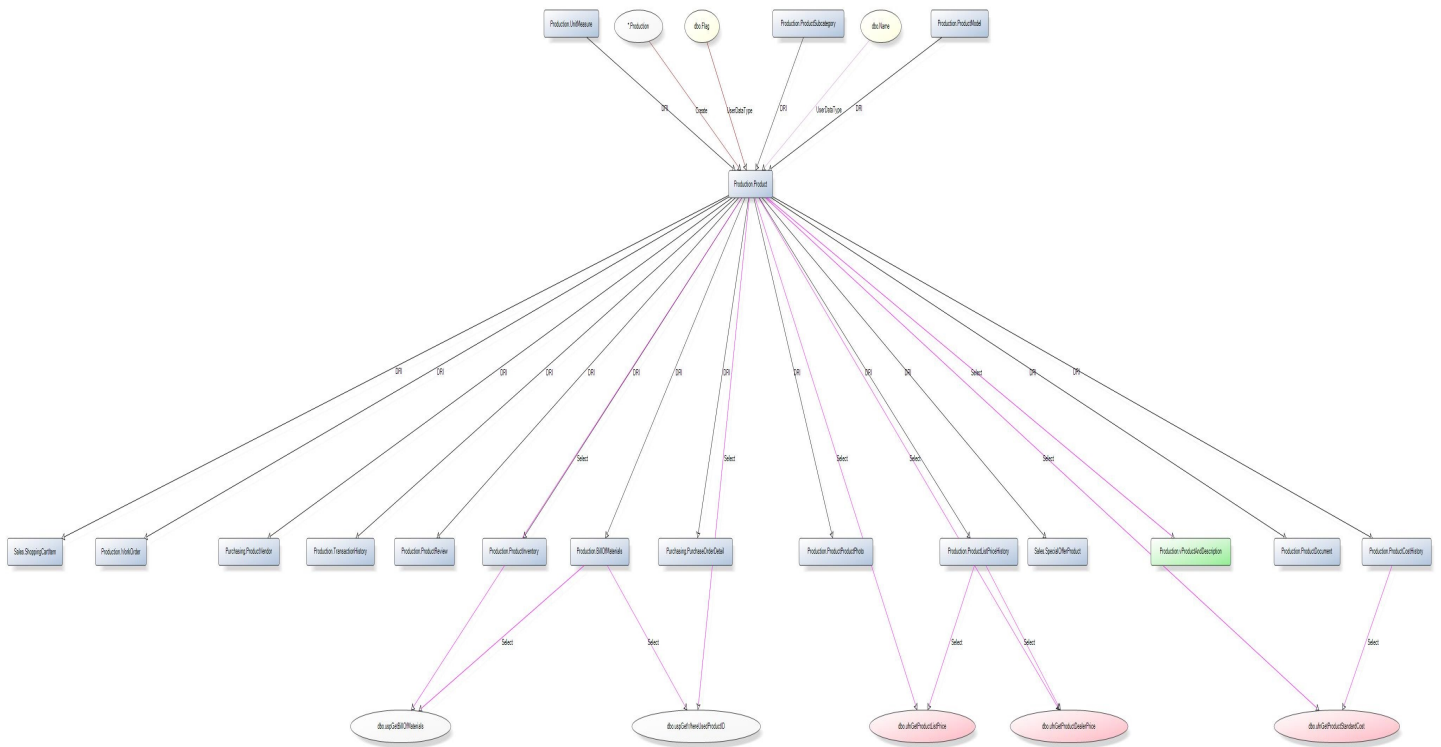 Production.UnitMeasure
*.Production
dbo.Flag
Production.ProductSubcategory
dbo.Name
Production.ProductModel
DRI
Create
UserDataType
DRI
UserDataType
DRI
Production.Product
DRI
DRI
DRI
DRI
DRI
DRI
DRI
DRI
DRI
DRI
DRI
Select
DRI
DRI
Select
Select
Select
Select
Select
Sales.ShoppingCartItem
Production.WorkOrder
Purchasing.ProductVendor
Production.TransactionHistory
Production.ProductReview
Production.ProductInventory
Production.BillOfMaterials
Purchasing.PurchaseOrderDetail
Production.ProductProductPhoto
Production.ProductListPriceHistory
Sales.SpecialOfferProduct
Production.vProductAndDescription
Production.ProductDocument
Production.ProductCostHistory
Select
Select
Select
Select
Select
dbo.uspGetBillOfMaterials
dbo.uspGetWhereUsedProductID
dbo.ufnGetProductListPrice
dbo.ufnGetProductDealerPrice
dbo.ufnGetProductStandardCost